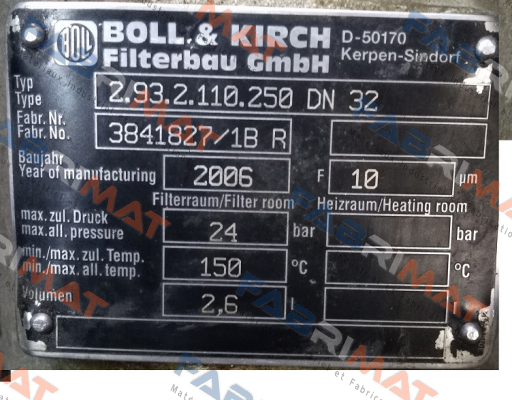 BOLL
BOLL & KIRCH
Filterbau GmbH
D-50170
Kerpen-Sindorf
Typ
Type
2.93.2.110.250 DN 32
Fabr. Nr.
Fabr. No.
3841827/1B R
Baujahr
Year of manufacturing
2006
F 10 µm
Filterraum/Filter room Heizraum/Heating room
max. zul. Druck
max. all. pressure
24 bar bar
min./max. zul. Temp.
min./max. all. temp.
150 °C °C
Volumen
2,6 l
FABRIMAT